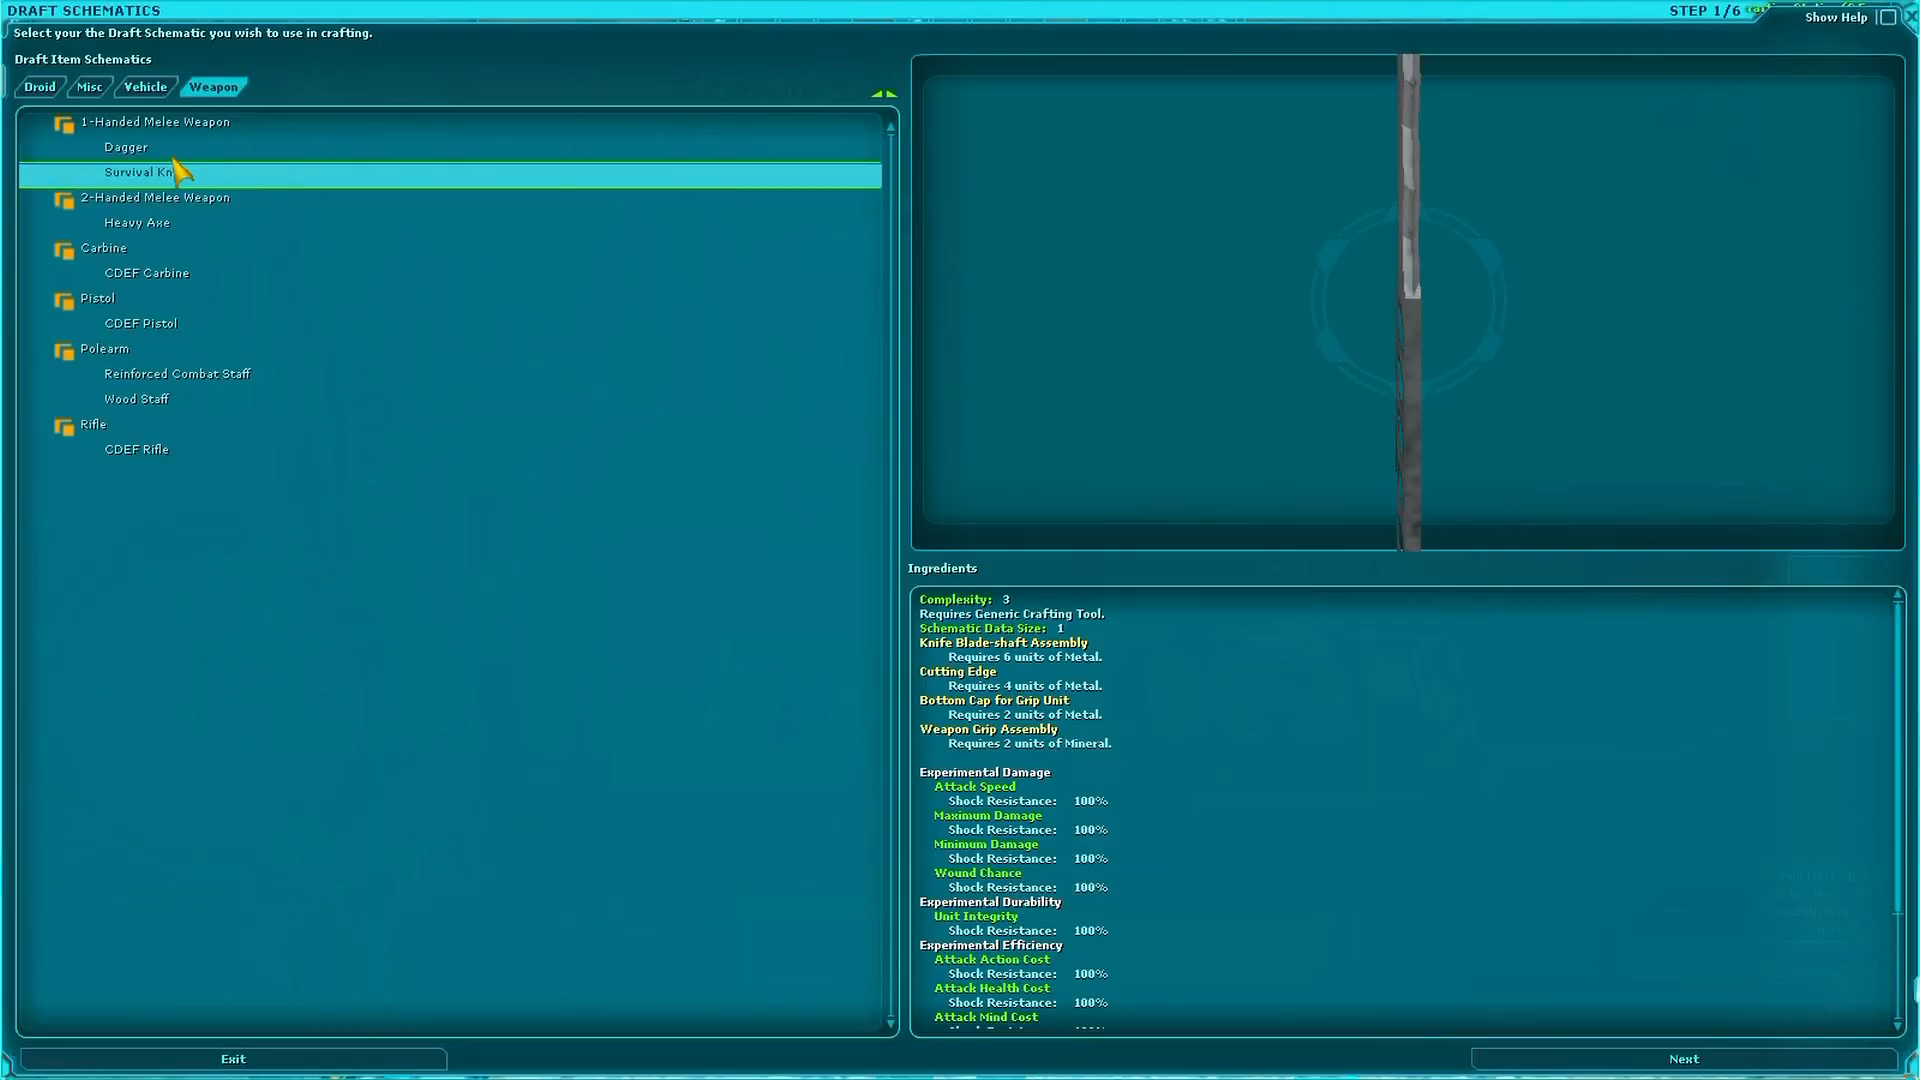 DRAFT SCHEMATICS
STEP 1/6
Show Help
Select your the Draft Schematic you wish to use in crafting.
Draft Item Schematics
Droid
Misc
Vehicle
Weapon
1-Handed Melee Weapon
Dagger
Survival Kn
2-Handed Melee Weapon
Heavy Axe
Carbine
CDEF Carbine
Pistol
CDEF Pistol
Polearm
Reinforced Combat Staff
Wood Staff
Rifle
CDEF Rifle
Exit
Ingredients
Complexity: 3
Requires Generic Crafting Tool.
Schematic Data Size: 1
Knife Blade-shaft Assembly
Requires 6 units of Metal.
Cutting Edge
Requires 4 units of Metal.
Bottom Cap for Grip Unit
Requires 2 units of Metal.
Weapon Grip Assembly
Requires 2 units of Mineral.
Experimental Damage
Attack Speed
Shock Resistance: 100%
Maximum Damage
Shock Resistance: 100%
Minimum Damage
Shock Resistance: 100%
Wound Chance
Shock Resistance: 100%
Experimental Durability
Unit Integrity
Shock Resistance: 100%
Experimental Efficiency
Attack Action Cost
Shock Resistance: 100%
Attack Health Cost
Shock Resistance: 100%
Attack Mind Cost
Next